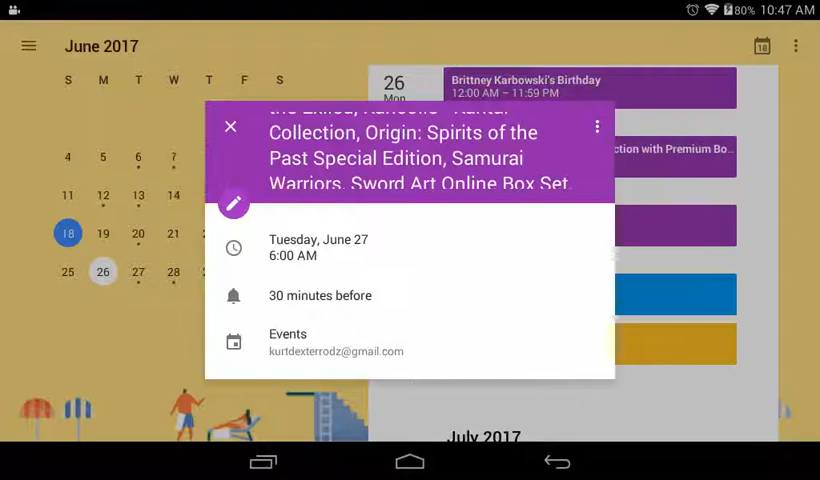 80% 10:47 AM
June 2017
18
S M T W T F S
4 5 6 7
11 12 13 14
18 19 20 21
25 26 27 28
26
Mon
Brittney Karbowski's Birthday
12:00 AM – 11:59 PM
ction with Premium Bo...
Collection, Origin: Spirits of the
Past Special Edition, Samurai
Warriors, Sword Art Online Box Set,
Tuesday, June 27
6:00 AM
30 minutes before
Events
kurtdexterrodz@gmail.com
July 2017